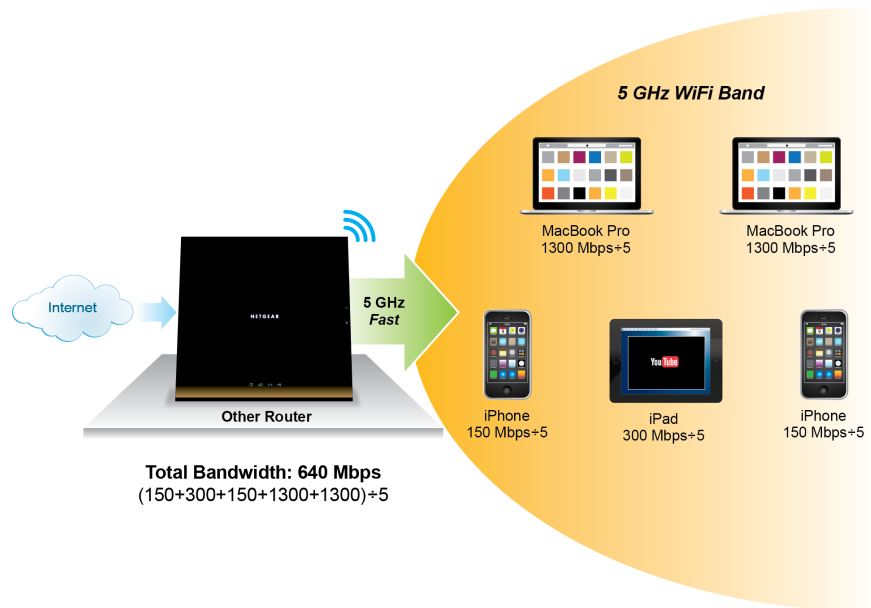 5 GHz WiFi Band
MacBook Pro
1300 Mbps÷5
MacBook Pro
1300 Mbps÷5
Internet
NETGEAR
5 GHz
Fast
Other Router
iPhone
150 Mbps÷5
YouTube
iPad
300 Mbps÷5
iPhone
150 Mbps÷5
Total Bandwidth: 640 Mbps
(150+300+150+1300+1300)÷5